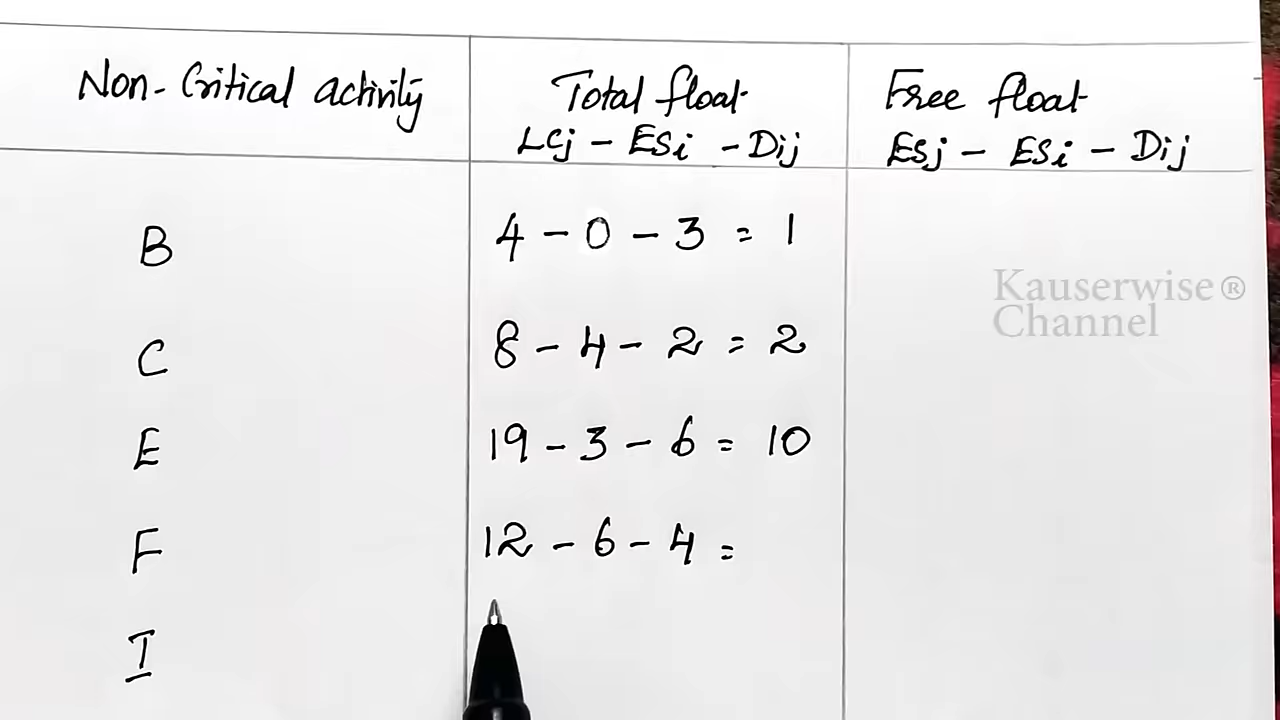 Non-Critical activity Total float Free float
LCj - ESi - Dij ESj - ESi - Dij
B 4 - 0 - 3 = 1
Kauserwise®
Channel
C 8 - 4 - 2 = 2
E 19 - 3 - 6 = 10
F 12 - 6 - 4 =
I